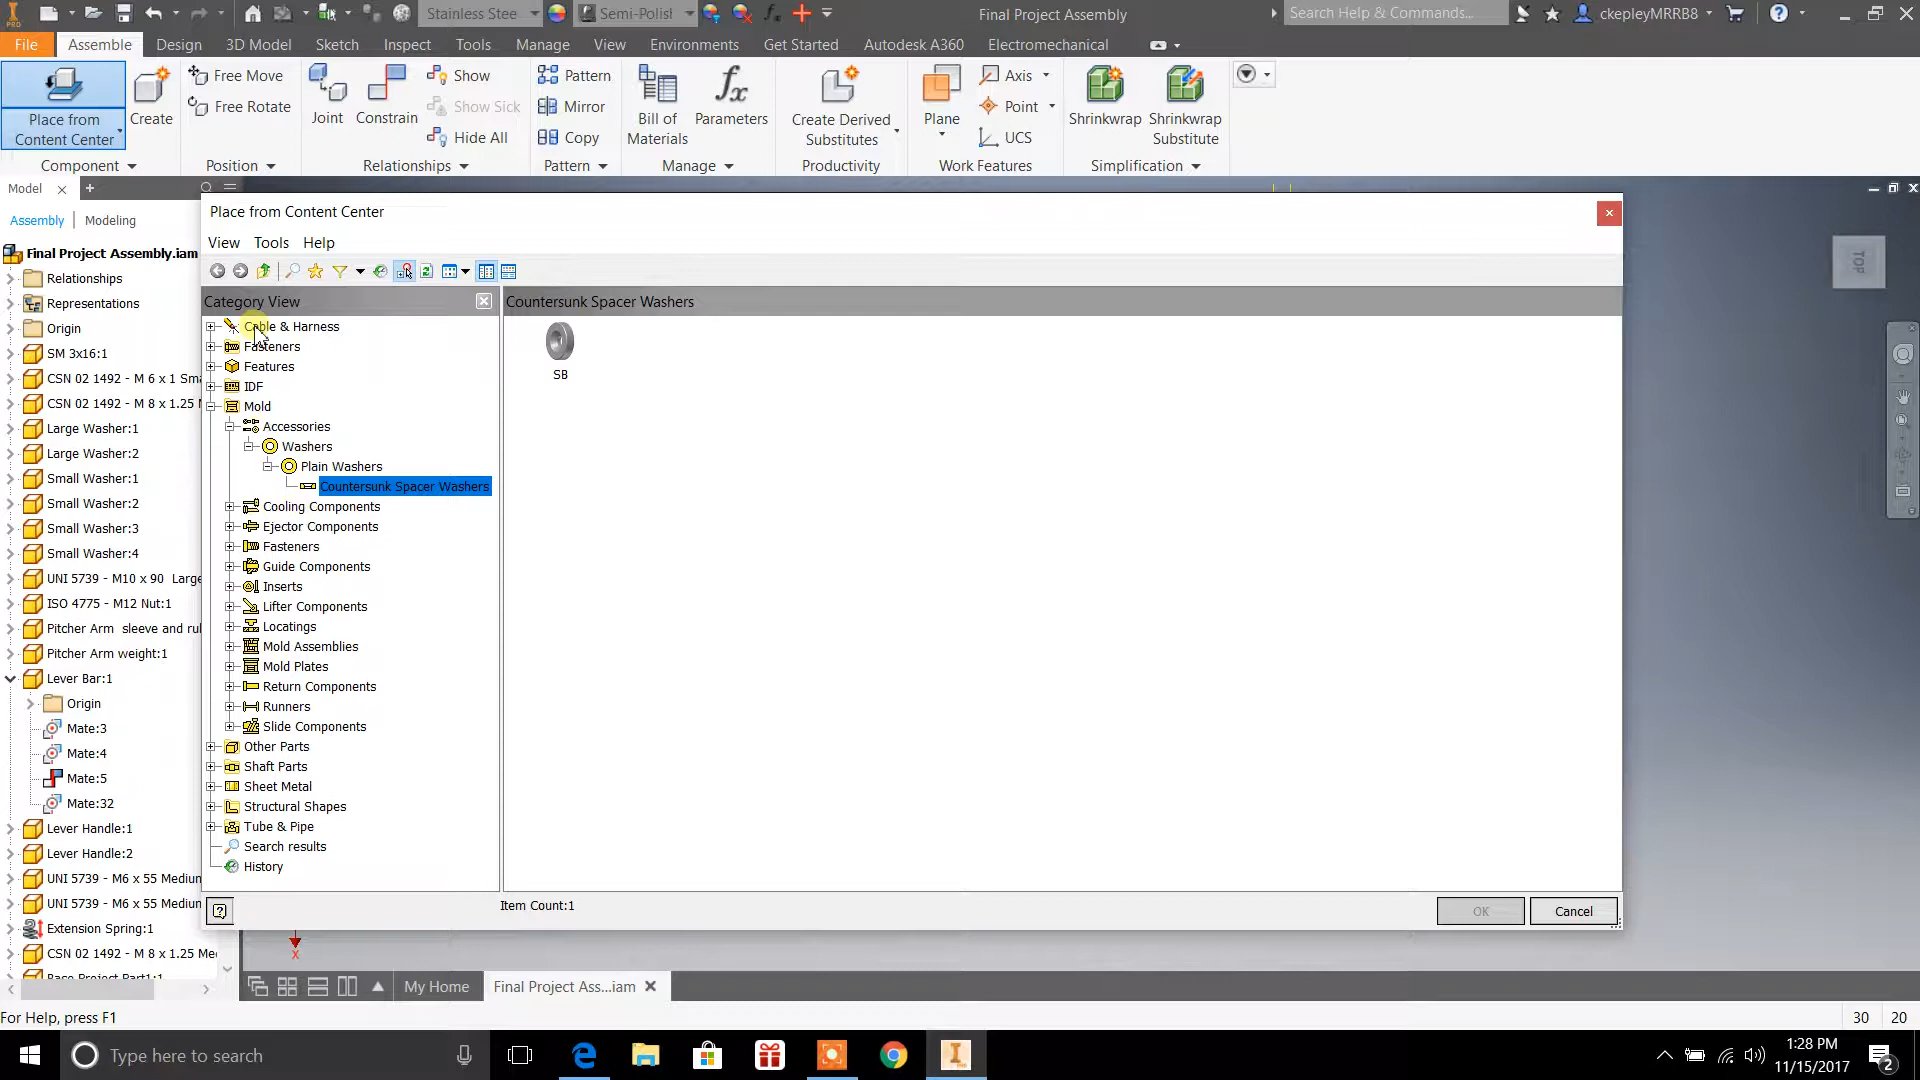 Stainless Stee
Semi-Polisl
Final Project Assembly
Search Help & Commands...
ckepleyMRRB8
File
Assemble
Design
3D Model
Sketch
Inspect
Tools
Manage
View
Environments
Get Started
Autodesk A360
Electromechanical
Place from
Content Center
Create
Free Move
Free Rotate
Joint
Constrain
Show
Show Sick
Hide All
Pattern
Mirror
Copy
Bill of
Materials
Parameters
Create Derived
Substitutes
Plane
Axis
Point
UCS
Shrinkwrap
Shrinkwrap
Substitute
Component
Position
Relationships
Pattern
Manage
Productivity
Work Features
Simplification
Model
Assembly
Modeling
Final Project Assembly.iam
Relationships
Representations
Origin
SM 3x16:1
CSN 02 1492 - M 6 x 1 Sma
CSN 02 1492 - M 8 x 1.25 M
Large Washer:1
Large Washer:2
Small Washer:1
Small Washer:2
Small Washer:3
Small Washer:4
UNI 5739 - M10 x 90 Large
ISO 4775 - M12 Nut:1
Pitcher Arm sleeve and rul
Pitcher Arm weight:1
Lever Bar:1
Origin
Mate:3
Mate:4
Mate:5
Mate:32
Lever Handle:1
Lever Handle:2
UNI 5739 - M6 x 55 Mediun
UNI 5739 - M6 x 55 Mediun
Extension Spring:1
CSN 02 1492 - M 8 x 1.25 Me
Base Project Part1:1
Place from Content Center
View
Tools
Help
Category View
Cable & Harness
Fasteners
Features
IDF
Mold
Accessories
Washers
Plain Washers
Countersunk Spacer Washers
Cooling Components
Ejector Components
Fasteners
Guide Components
Inserts
Lifter Components
Locatings
Mold Assemblies
Mold Plates
Return Components
Runners
Slide Components
Other Parts
Shaft Parts
Sheet Metal
Structural Shapes
Tube & Pipe
Search results
History
Countersunk Spacer Washers
SB
Item Count:1
OK
Cancel
TOP
X
My Home
Final Project Ass...iam
For Help, press F1
30 20
Type here to search
1:28 PM
11/15/2017
2